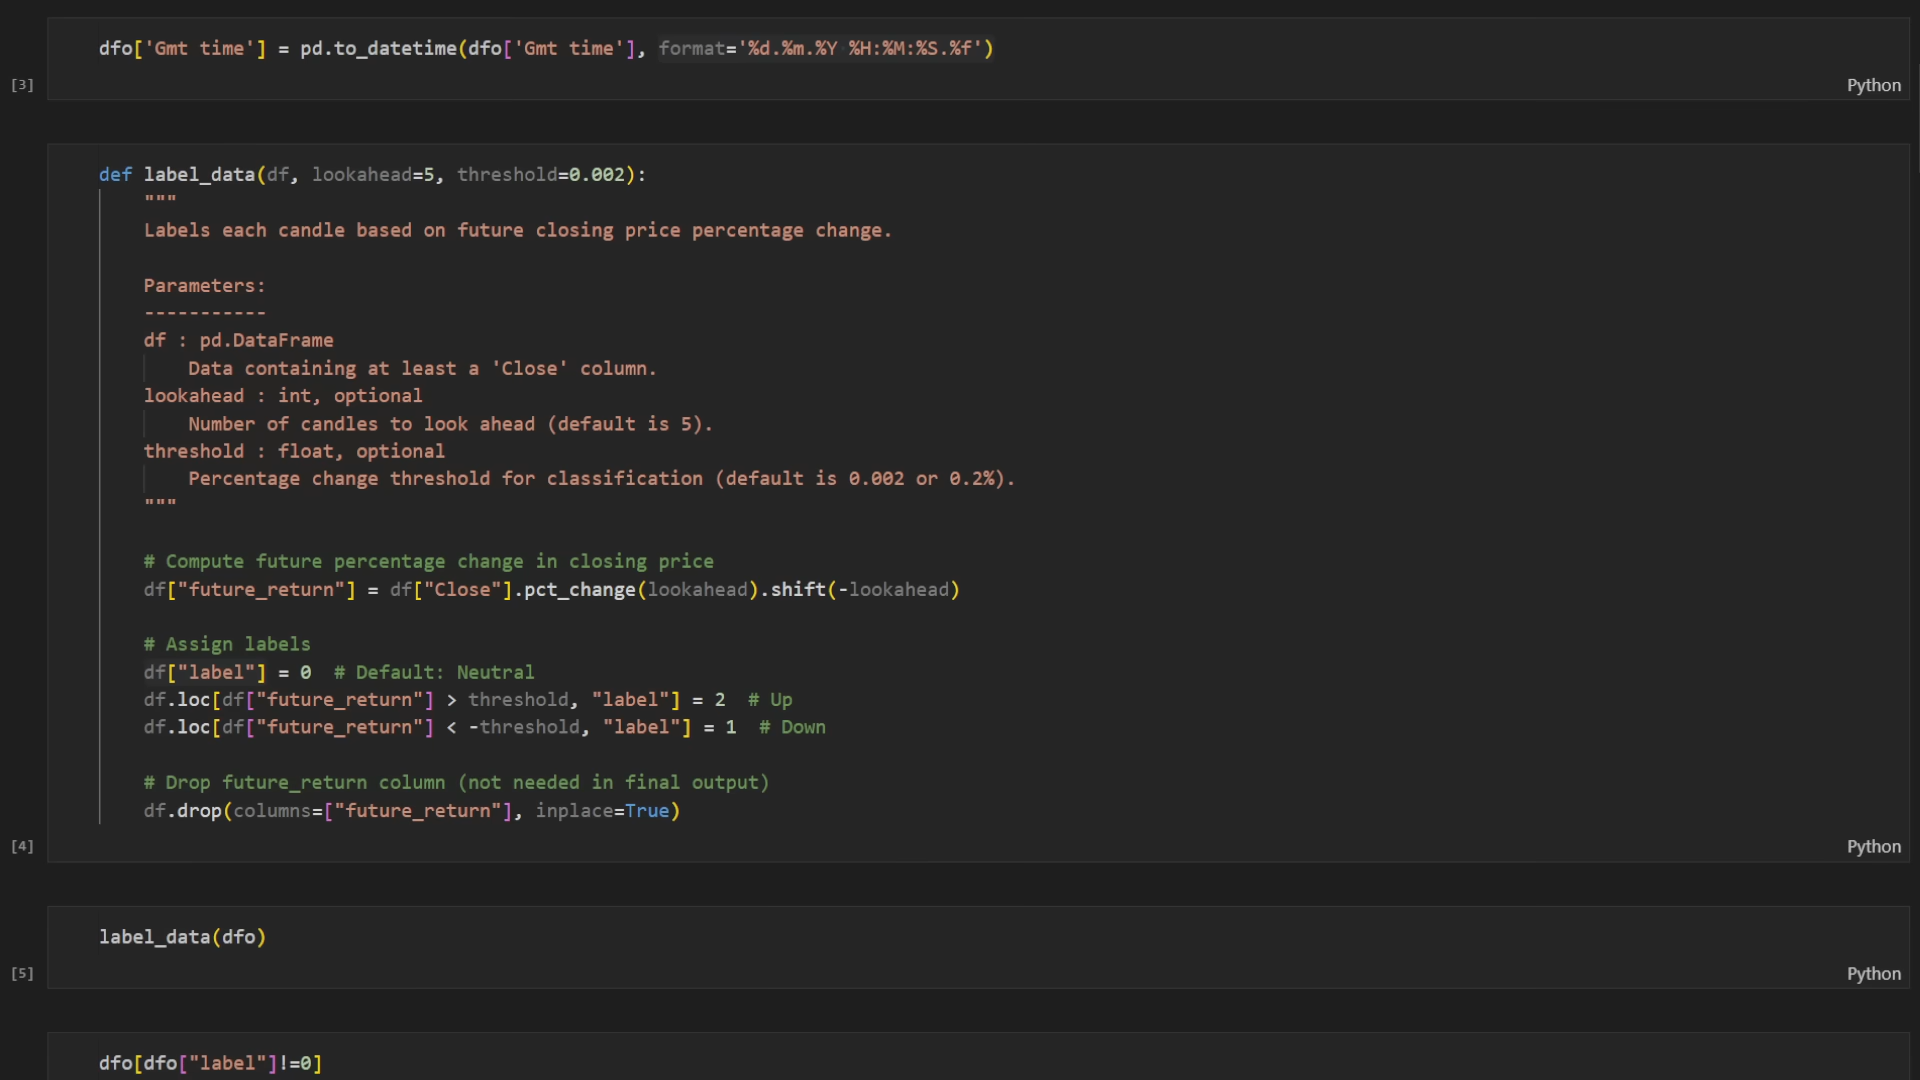 dfo['Gmt time'] = pd.to_datetime(dfo['Gmt time'], format='%d.%m.%Y %H:%M:%S.%f')
[3]
Python
def label_data(df, lookahead=5, threshold=0.002):
"""
Labels each candle based on future closing price percentage change.
Parameters:
-----------
df : pd.DataFrame
Data containing at least a 'Close' column.
lookahead : int, optional
Number of candles to look ahead (default is 5).
threshold : float, optional
Percentage change threshold for classification (default is 0.002 or 0.2%).
"""
# Compute future percentage change in closing price
df["future_return"] = df["Close"].pct_change(lookahead).shift(-lookahead)
# Assign labels
df["label"] = 0  # Default: Neutral
df.loc[df["future_return"] > threshold, "label"] = 2  # Up
df.loc[df["future_return"] < -threshold, "label"] = 1  # Down
# Drop future_return column (not needed in final output)
df.drop(columns=["future_return"], inplace=True)
[4]
Python
label_data(dfo)
[5]
Python
dfo[dfo["label"]!=0]